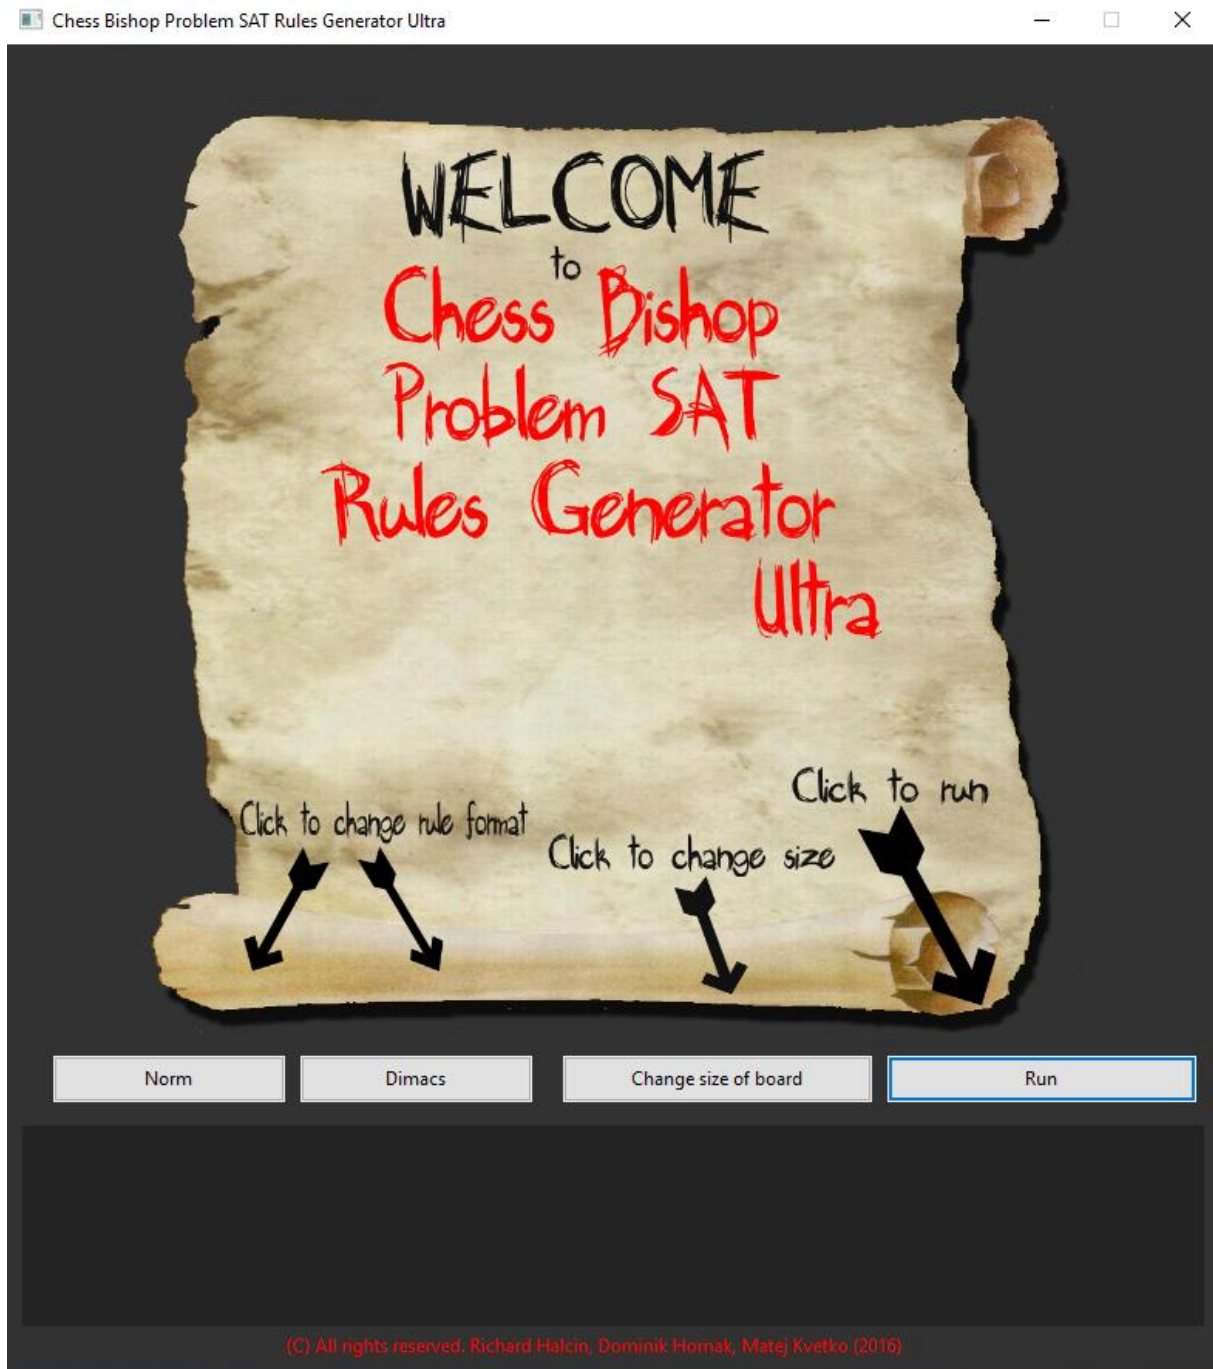 Chess Bishop Problem SAT Rules Generator Ultra
WELCOME
to
Chess Bishop
Problem SAT
Rules Generator
Ultra
Click to run
Click to change rule format
Click to change size
Norm
Dimacs
Change size of board
Run
(C) All rights reserved. Richard Halcin, Dominik Hornak, Matej Kvetko (2016)